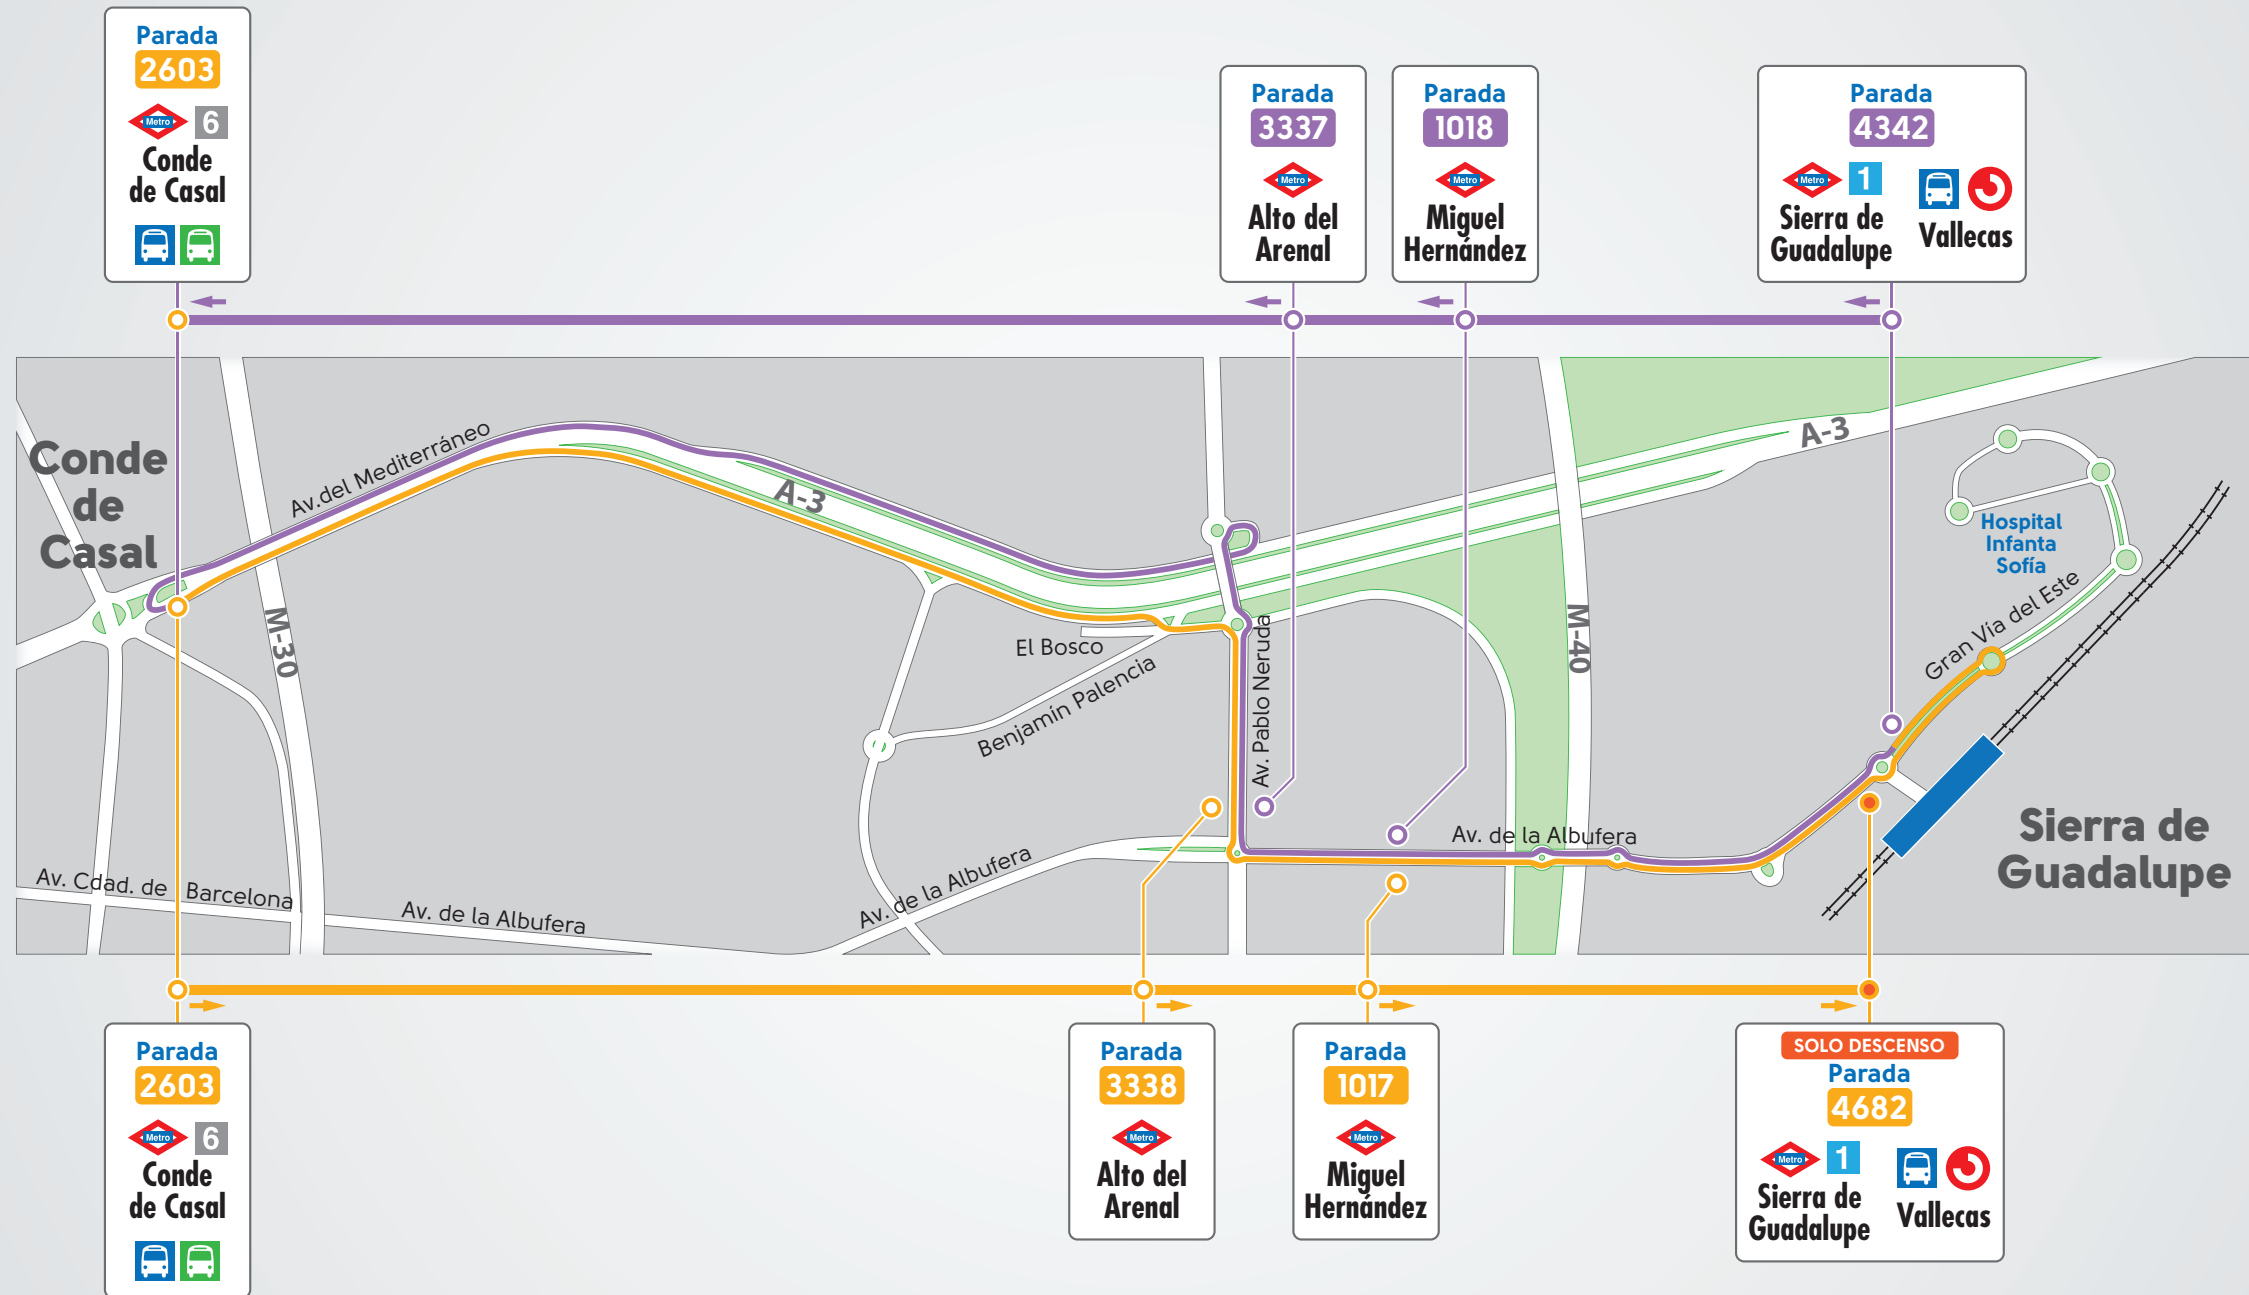 Parada
2603
Metro 6
Conde
de Casal
Parada
3337
Metro
Alto del
Arenal
Parada
1018
Metro
Miguel
Hernández
Parada
4342
Metro 1
Sierra de
Guadalupe
Vallecas
Conde
de
Casal
Av.del Mediterráneo
A-3
A-3
M-30
M-40
El Bosco
Benjamín Palencia
Av. Pablo Neruda
Hospital
Infanta
Sofía
Gran Vía del Este
Av. de la Albufera
Sierra de
Guadalupe
Av. Cdad. de Barcelona
Av. de la Albufera
Av. de la Albufera
Parada
2603
Metro 6
Conde
de Casal
Parada
3338
Metro
Alto del
Arenal
Parada
1017
Metro
Miguel
Hernández
SOLO DESCENSO
Parada
4682
Metro 1
Sierra de
Guadalupe
Vallecas